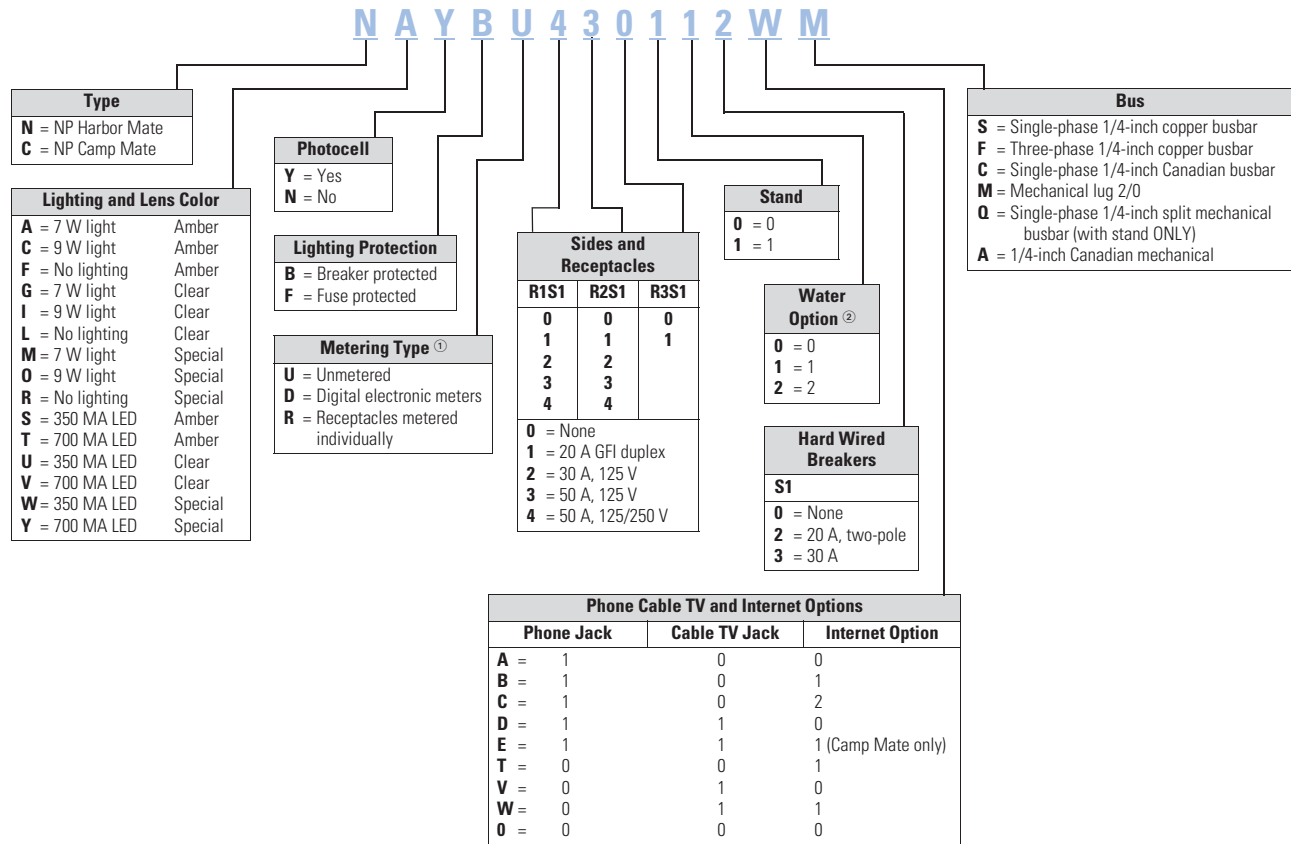 N A Y B U 4 3 0 1 1 2 W M
Type
N = NP Harbor Mate
C = NP Camp Mate
Lighting and Lens Color
A = 7 W light Amber
C = 9 W light Amber
F = No lighting Amber
G = 7 W light Clear
I = 9 W light Clear
L = No lighting Clear
M = 7 W light Special
O = 9 W light Special
R = No lighting Special
S = 350 MA LED Amber
T = 700 MA LED Amber
U = 350 MA LED Clear
V = 700 MA LED Clear
W = 350 MA LED Special
Y = 700 MA LED Special
Photocell
Y = Yes
N = No
Lighting Protection
B = Breaker protected
F = Fuse protected
Metering Type ①
U = Unmetered
D = Digital electronic meters
R = Receptacles metered
individually
Sides and
Receptacles
R1S1 R2S1 R3S1
0 0 0
1 1 1
2 2
3 3
4 4
0 = None
1 = 20 A GFI duplex
2 = 30 A, 125 V
3 = 50 A, 125 V
4 = 50 A, 125/250 V
Stand
0 = 0
1 = 1
Water
Option ②
0 = 0
1 = 1
2 = 2
Hard Wired
Breakers
S1
0 = None
2 = 20 A, two-pole
3 = 30 A
Bus
S = Single-phase 1/4-inch copper busbar
F = Three-phase 1/4-inch copper busbar
C = Single-phase 1/4-inch Canadian busbar
M = Mechanical lug 2/0
Q = Single-phase 1/4-inch split mechanical
busbar (with stand ONLY)
A = 1/4-inch Canadian mechanical
Phone Cable TV and Internet Options
Phone Jack Cable TV Jack Internet Option
A = 1 0 0
B = 1 0 1
C = 1 0 2
D = 1 1 0
E = 1 1 1 (Camp Mate only)
T = 0 0 1
V = 0 1 0
W = 0 1 1
0 = 0 0 0